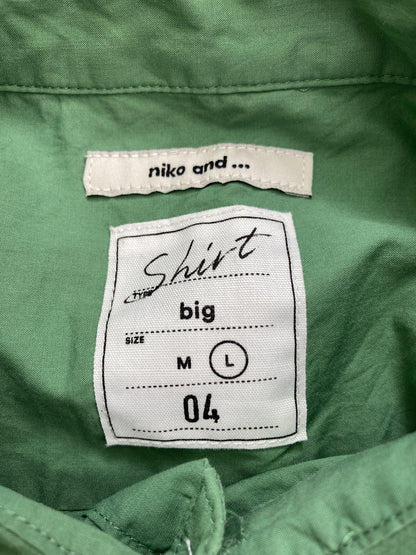 niko and ...
Shirt
TYPE
big
SIZE
M L
04